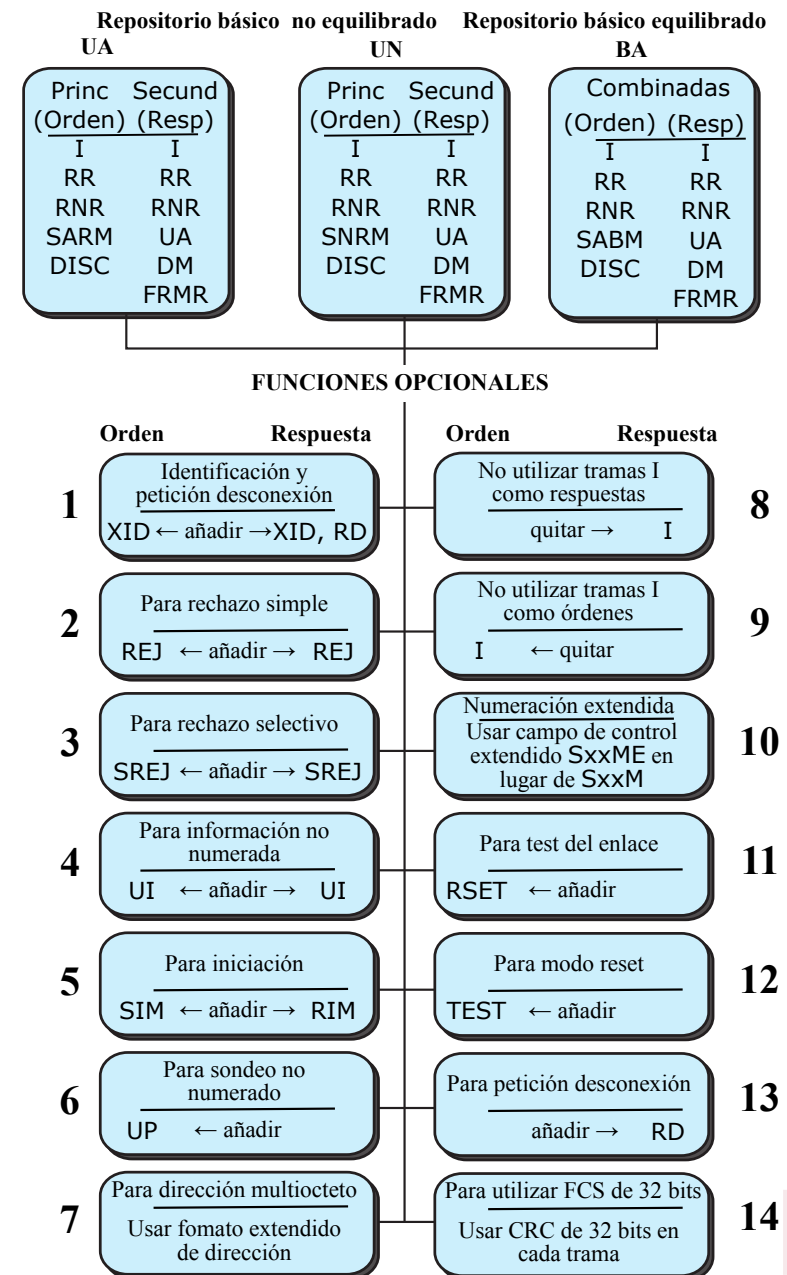 Repositorio básico no equilibrado Repositorio básico equilibrado
UA UN BA
Princ Secund
(Orden) (Resp)
I I
RR RR
RNR RNR
SARM UA
DISC DM
FRMR
Princ Secund
(Orden) (Resp)
I I
RR RR
RNR RNR
SNRM UA
DISC DM
FRMR
Combinadas
(Orden) (Resp)
I I
RR RR
RNR RNR
SABM UA
DISC DM
FRMR
FUNCIONES OPCIONALES
Orden Respuesta
1
Identificación y
petición desconexión
XID ← añadir → XID, RD
2
Para rechazo simple
REJ ← añadir → REJ
3
Para rechazo selectivo
SREJ ← añadir → SREJ
4
Para información no
numerada
UI ← añadir → UI
5
Para iniciación
SIM ← añadir → RIM
6
Para sondeo no
numerado
UP ← añadir
7
Para dirección multiocteto
Usar fomato extendido
de dirección
Orden Respuesta
8
No utilizar tramas I
como respuestas
quitar → I
9
No utilizar tramas I
como órdenes
I ← quitar
10
Numeración extendida
Usar campo de control
extendido SxxME en
lugar de SxxM
11
Para test del enlace
RSET ← añadir
12
Para modo reset
TEST ← añadir
13
Para petición desconexión
añadir → RD
14
Para utilizar FCS de 32 bits
Usar CRC de 32 bits en
cada trama